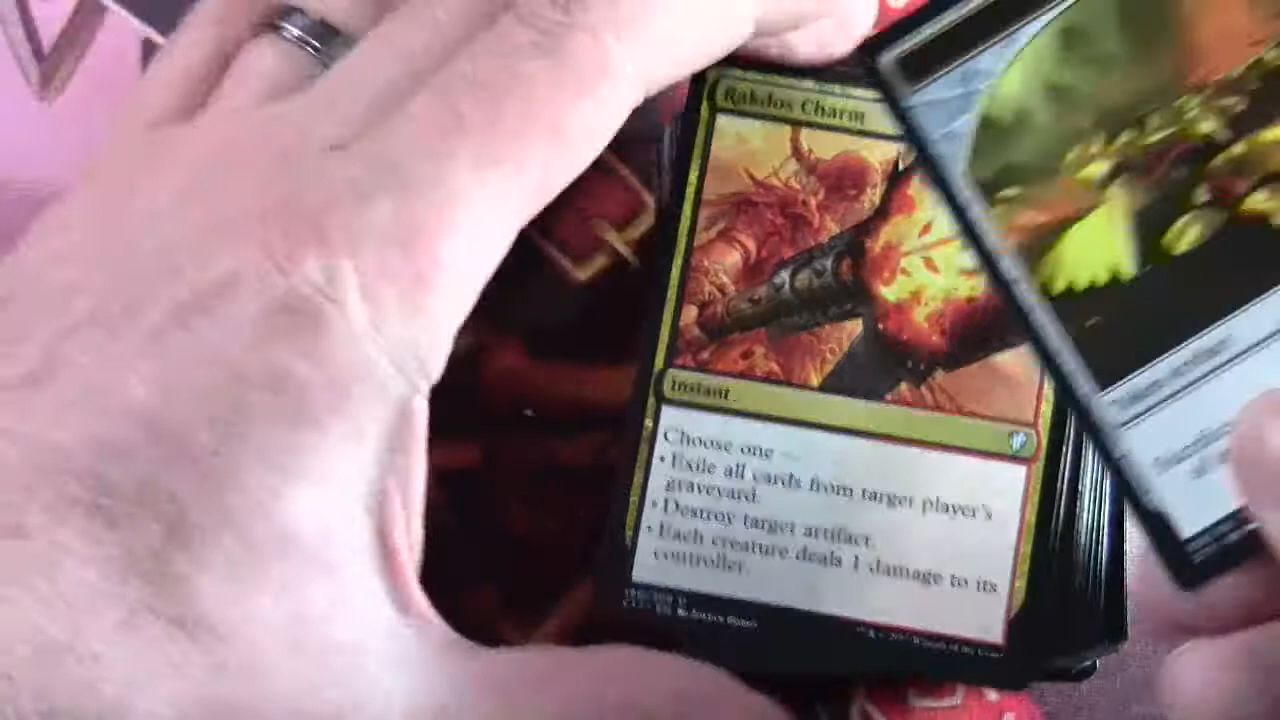 Rakdos Charm
Instant
Choose one —
• Exile all cards from target player's
graveyard.
• Destroy target artifact.
• Each creature deals 1 damage to its
controller.